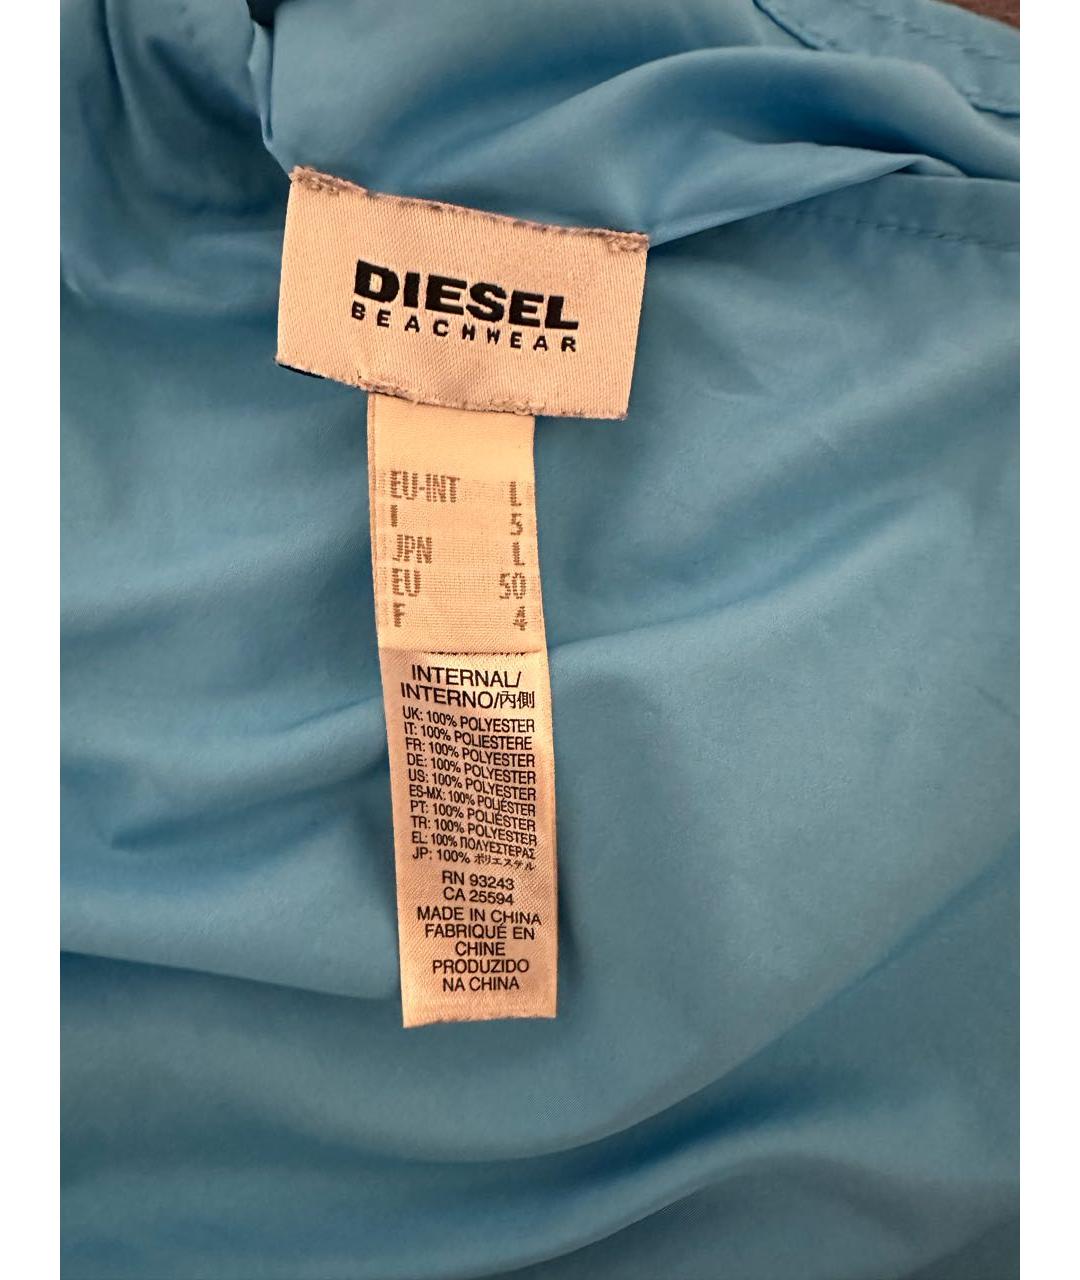 DIESEL
BEACHWEAR
EU-INT L
I 5
JPN L
EU 50
F 4
INTERNAL/
INTERNO/内側
UK: 100% POLYESTER
IT: 100% POLIESTERE
FR: 100% POLYESTER
DE: 100% POLYESTER
US: 100% POLYESTER
ES-MX: 100% POLIÉSTER
PT: 100% POLIÉSTER
TR: 100% POLYESTER
EL: 100% ΠΟΛΥΕΣΤΕΡΑΣ
JP: 100% ポリエステル
RN 93243
CA 25594
MADE IN CHINA
FABRIQUÉ EN
CHINE
PRODUZIDO
NA CHINA